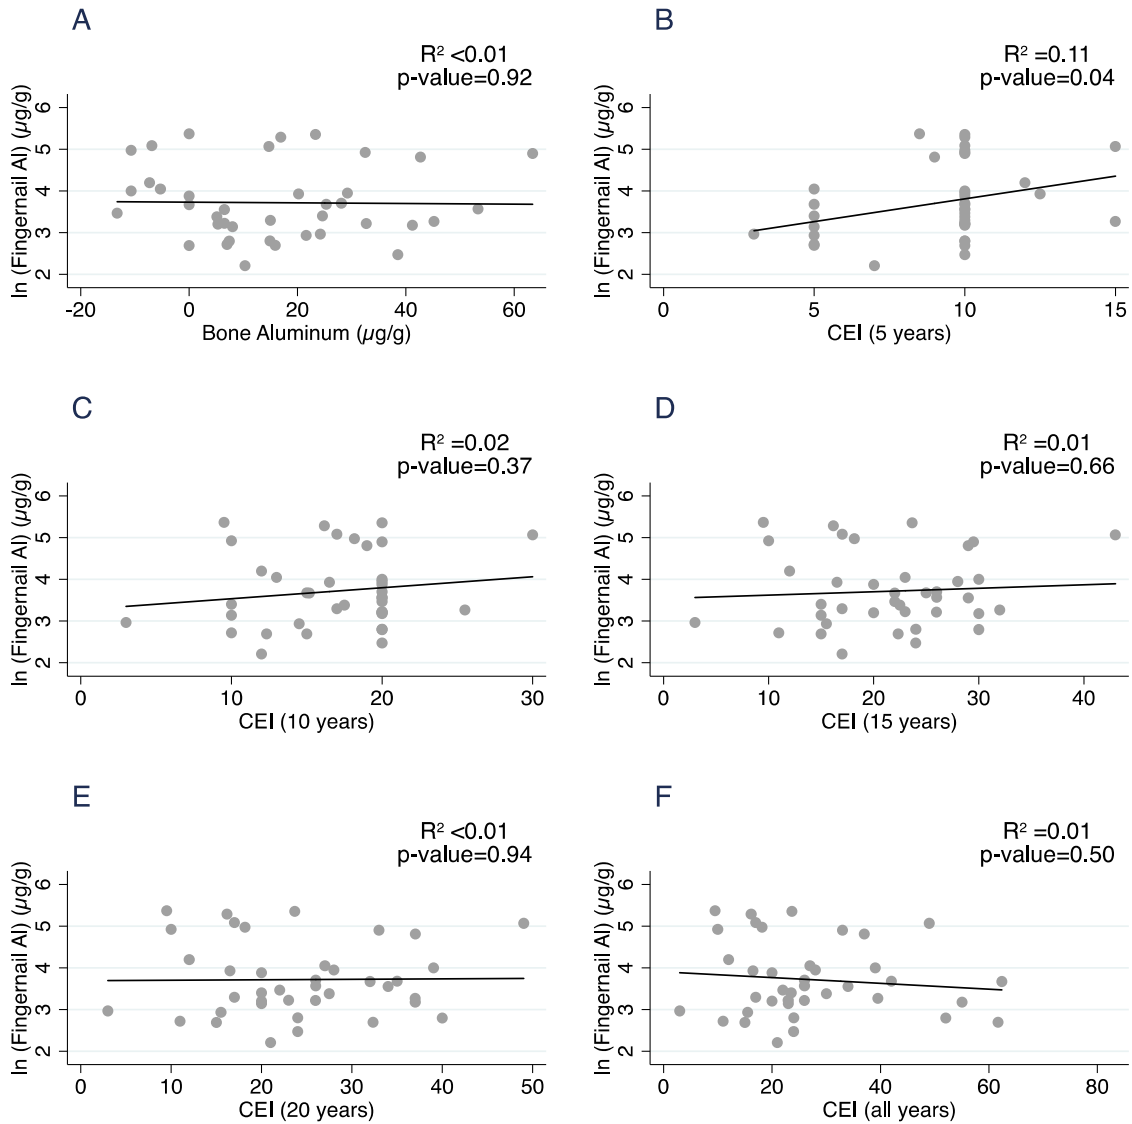 A
R² <0.01
p-value=0.92
ln (Fingernail Al) (µg/g)
6
5
4
3
2
-20 0 20 40 60
Bone Aluminum (µg/g)
B
R² =0.11
p-value=0.04
ln (Fingernail Al) (µg/g)
6
5
4
3
2
0 5 10 15
CEI (5 years)
C
R² =0.02
p-value=0.37
ln (Fingernail Al) (µg/g)
6
5
4
3
2
0 10 20 30
CEI (10 years)
D
R² =0.01
p-value=0.66
ln (Fingernail Al) (µg/g)
6
5
4
3
2
0 10 20 30 40
CEI (15 years)
E
R² <0.01
p-value=0.94
ln (Fingernail Al) (µg/g)
6
5
4
3
2
0 10 20 30 40 50
CEI (20 years)
F
R² =0.01
p-value=0.50
ln (Fingernail Al) (µg/g)
6
5
4
3
2
0 20 40 60 80
CEI (all years)